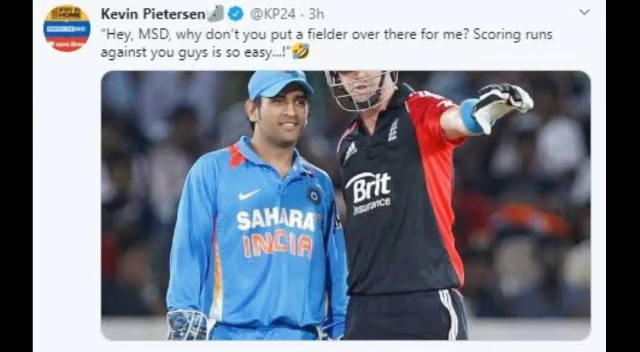 Kevin Pietersen @KP24 · 3h
"Hey, MSD, why don't you put a fielder over there for me? Scoring runs
against you guys is so easy...!"🤣
SAHARA
INDIA
Brit
Insurance